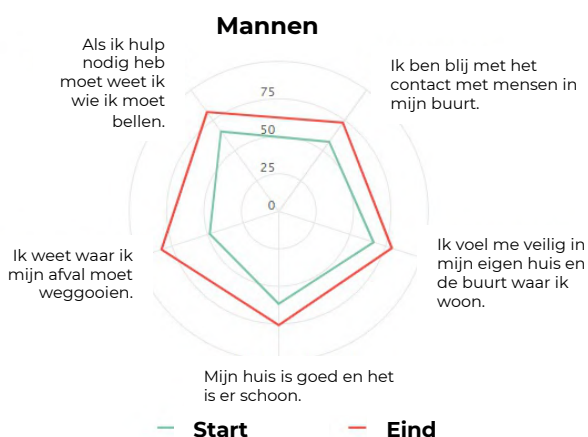 Mannen
Als ik hulp
nodig heb
moet weet ik
wie ik moet
bellen.
Ik ben blij met het
contact met mensen in
mijn buurt.
75
50
25
0
Ik weet waar ik
mijn afval moet
weggooien.
Ik voel me veilig in
mijn eigen huis en
de buurt waar ik
woon.
Mijn huis is goed en het
is er schoon.
Start
Eind